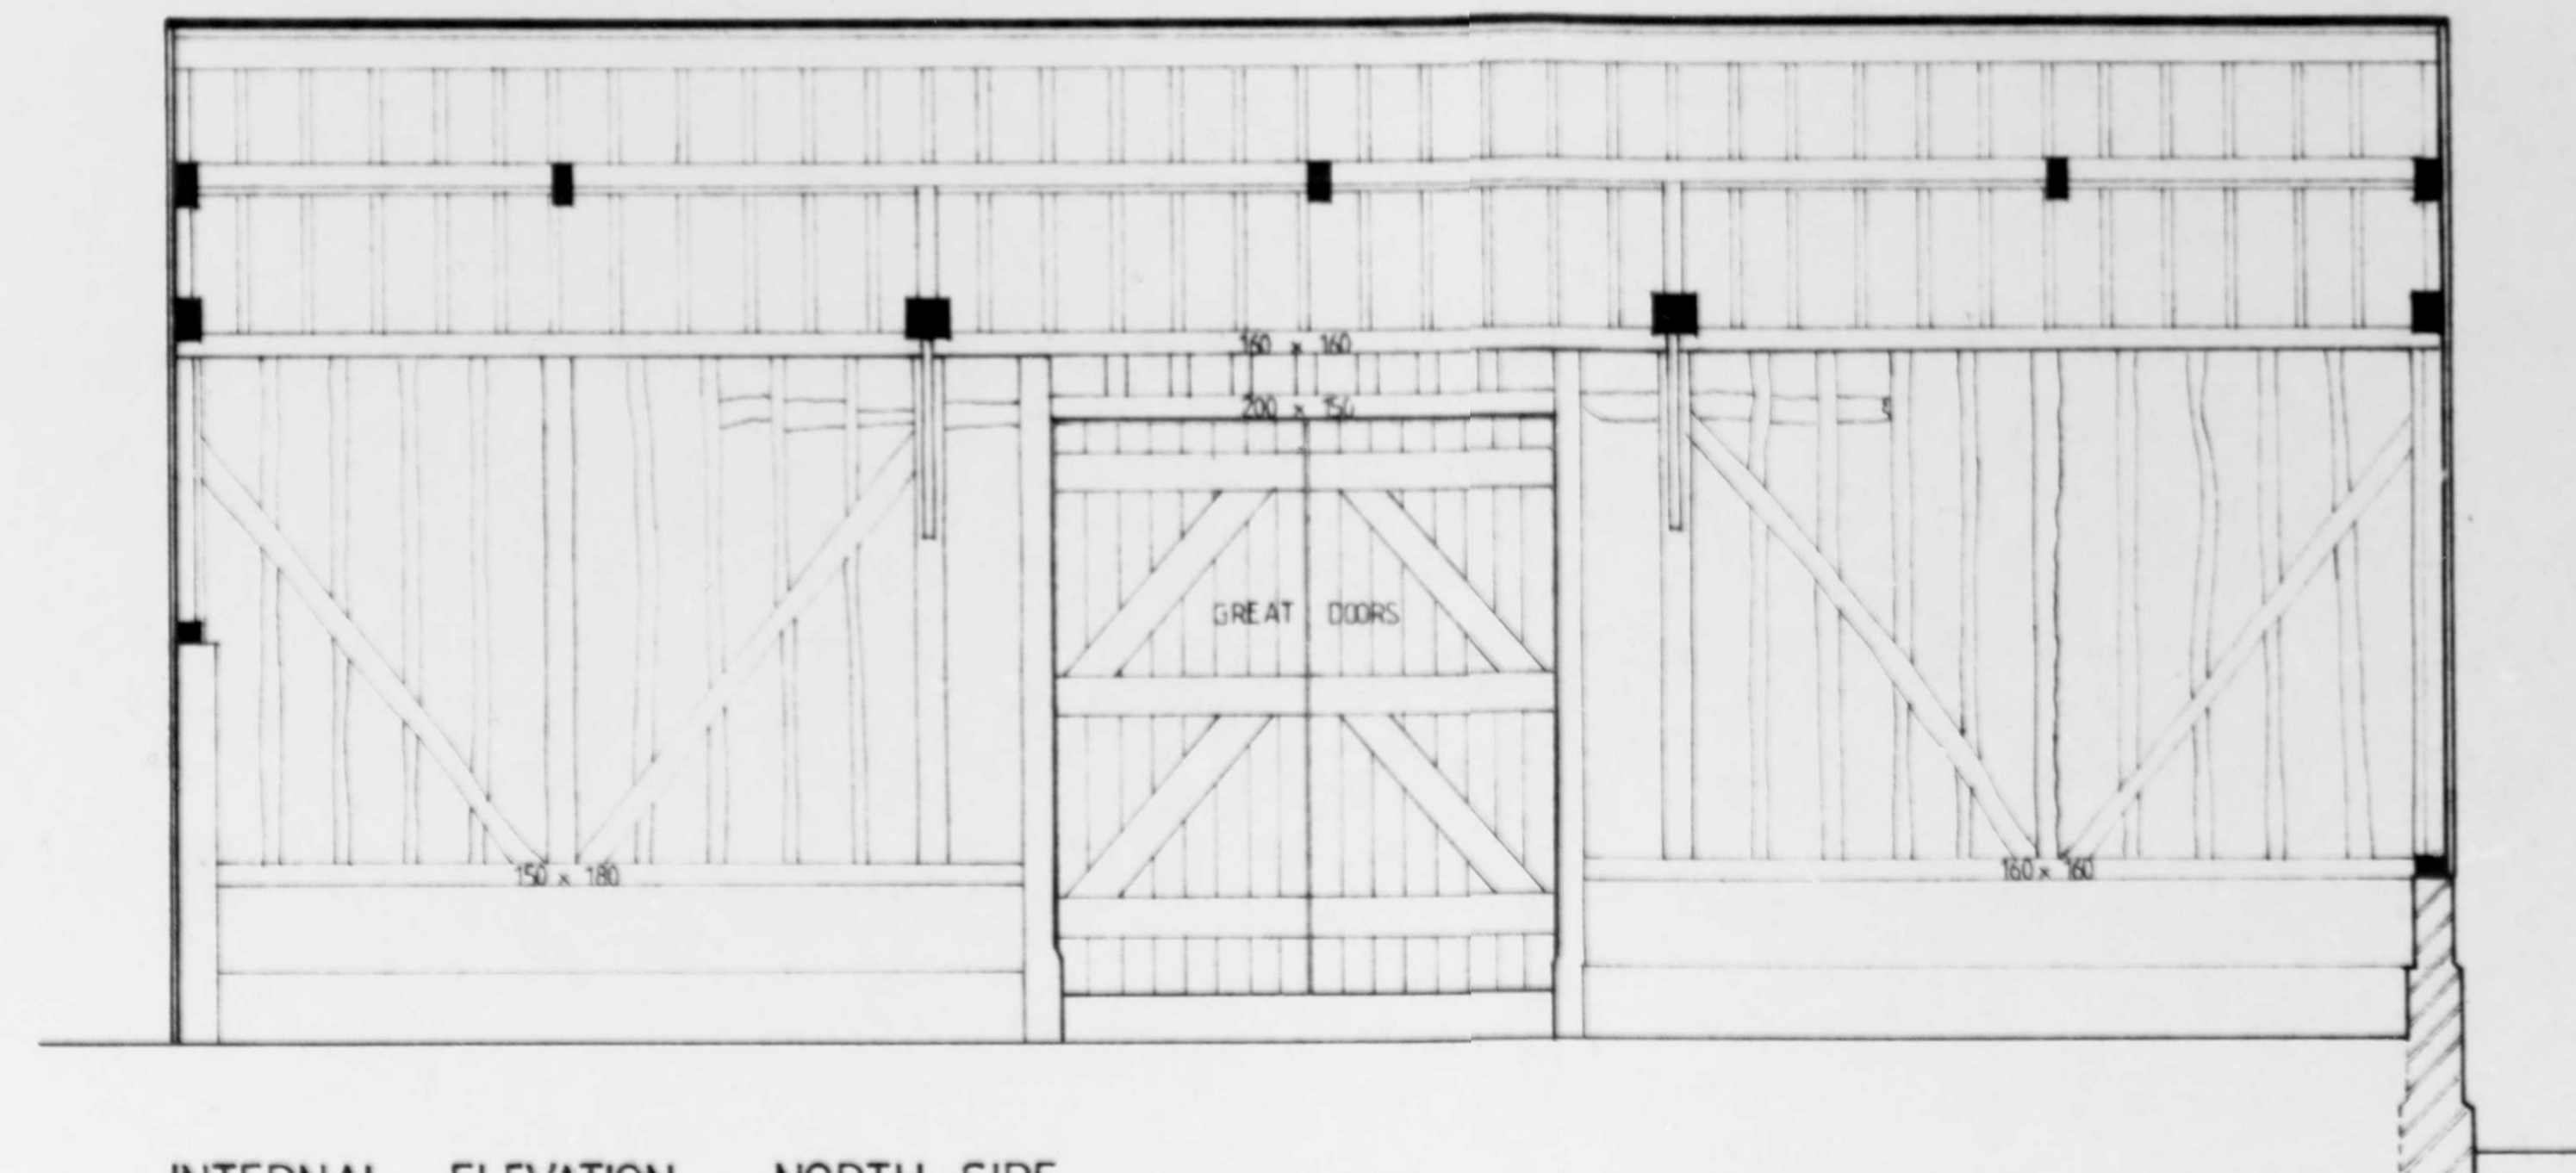 160 x 160
200 x 150
GREAT DOORS
150 x 180
160 x 160
INTERNAL ELEVATION NORTH SIDE